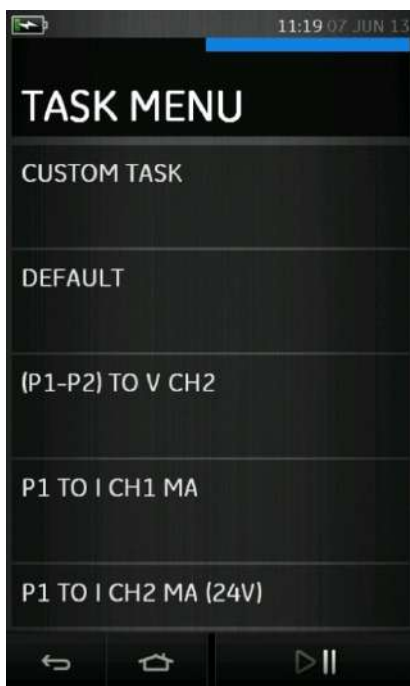 11:19 07 JUN 13
TASK MENU
CUSTOM TASK
DEFAULT
(P1-P2) TO V CH2
P1 TO I CH1 MA
P1 TO I CH2 MA (24V)